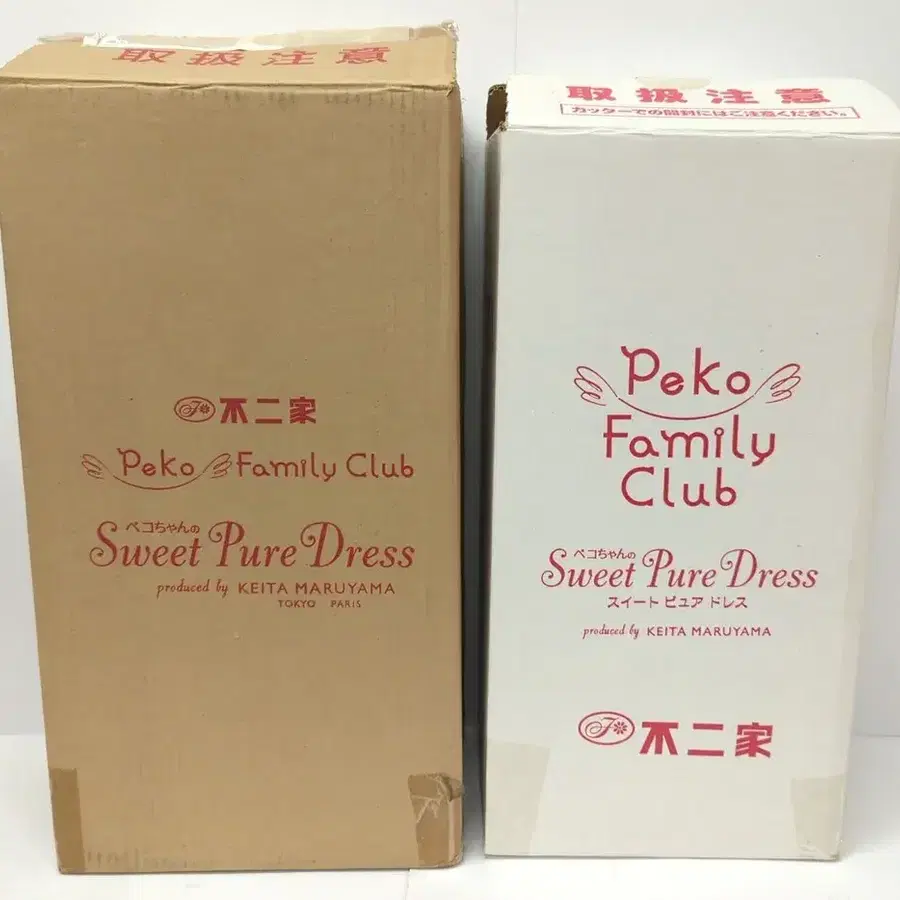 取扱注意
不二家
Peko Family Club
ペコちゃんの
Sweet Pure Dress
produced by KEITA MARUYAMA
TOKYO PARIS
取扱注意
カッターでの開封にはご注意ください。
Peko
Family
Club
ペコちゃんの
Sweet Pure Dress
スイート ピュア ドレス
produced by KEITA MARUYAMA
F 不二家